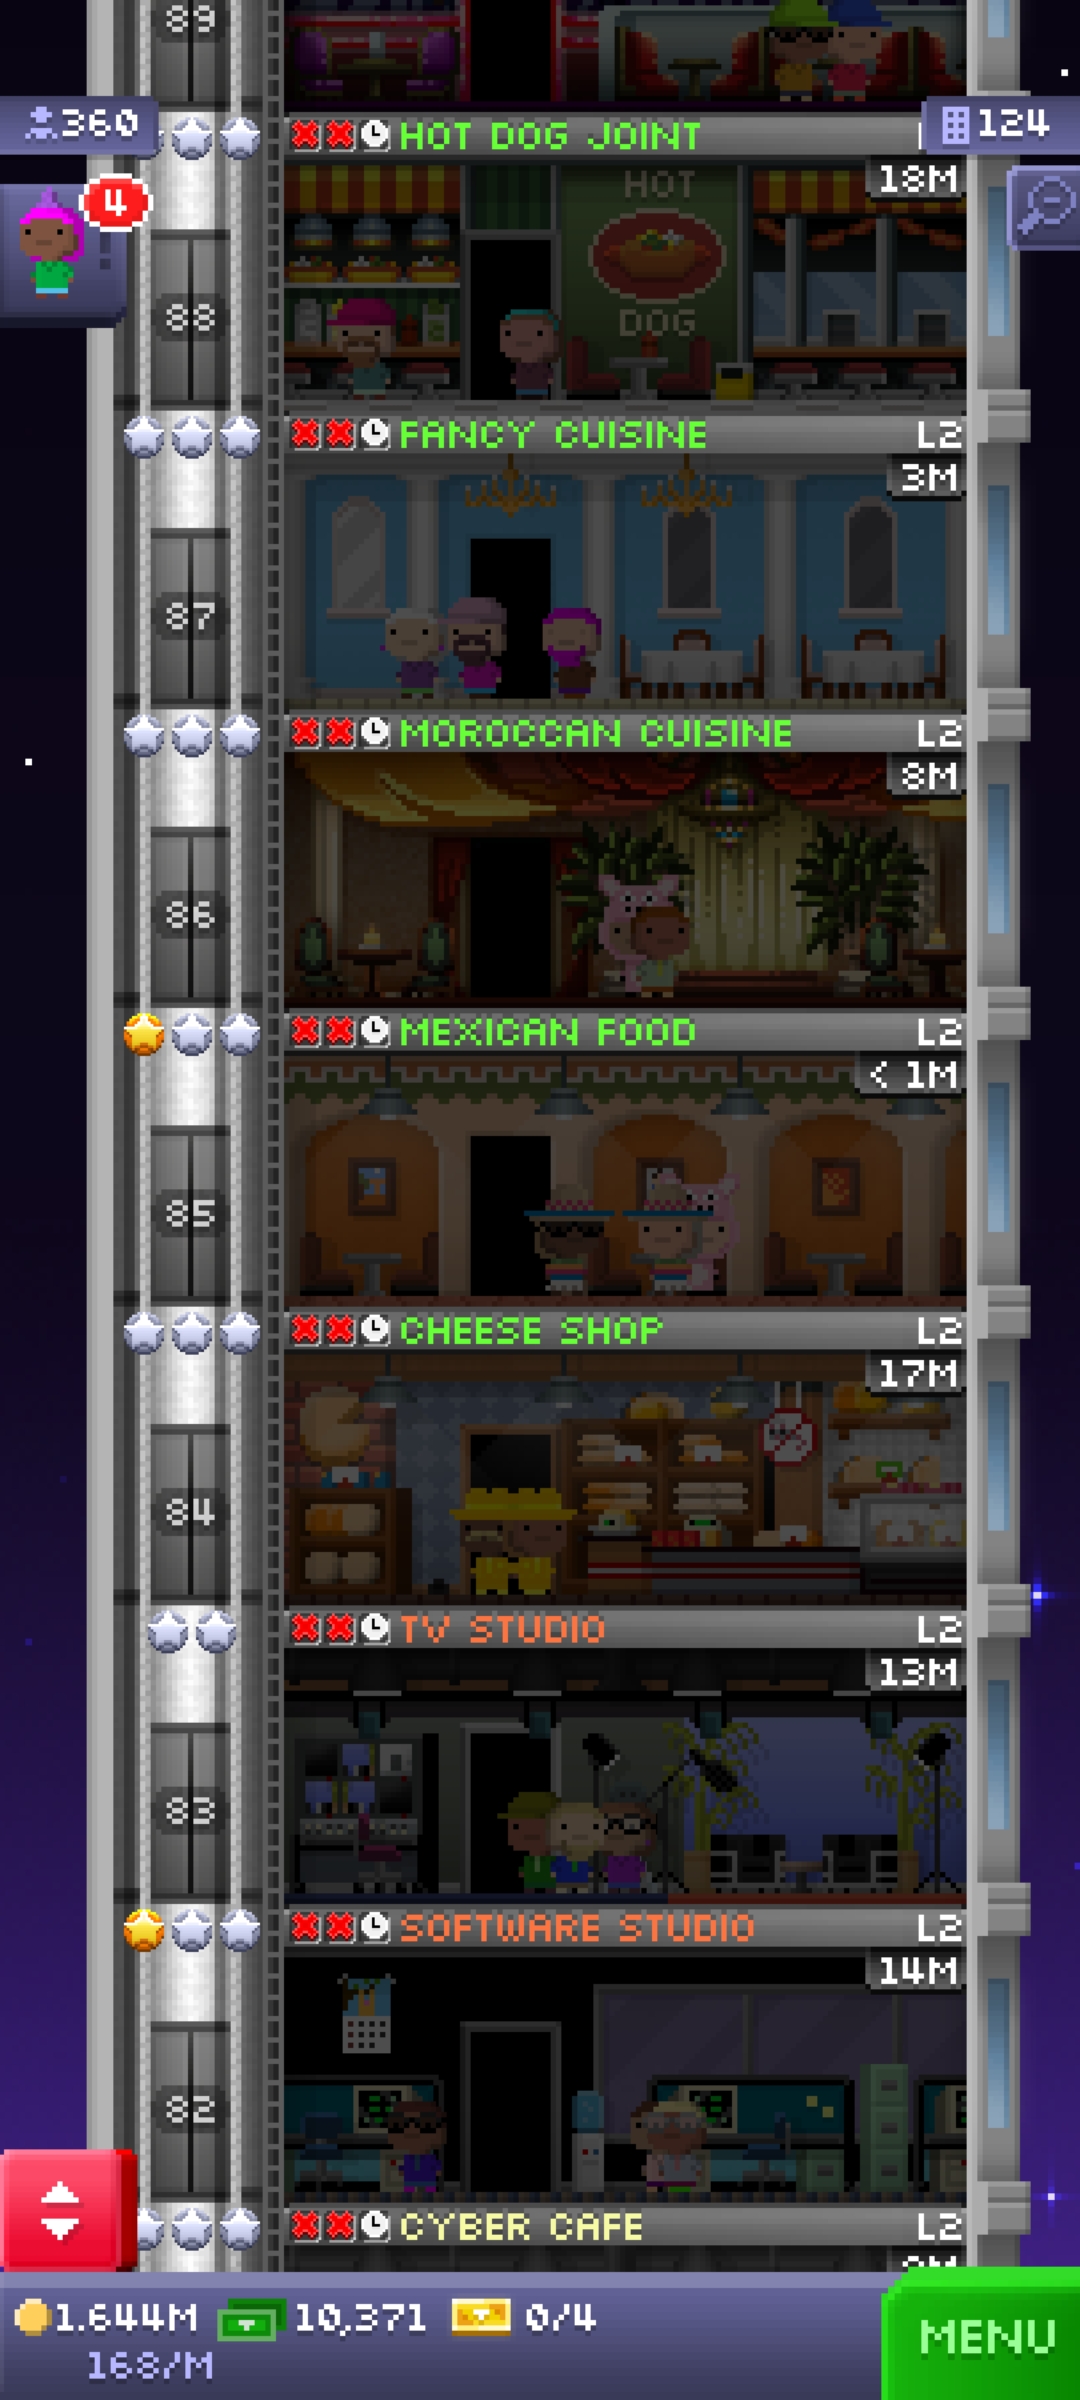 89
360
HOT DOG JOINT
124
4
18M
HOT
DOG
88
FANCY CUISINE L2
3M
87
MOROCCAN CUISINE L2
8M
86
MEXICAN FOOD L2
< 1M
85
CHEESE SHOP L2
17M
84
TV STUDIO L2
13M
83
SOFTWARE STUDIO L2
14M
82
CYBER CAFE L2
1.644M 10,371 0/4
168/M
MENU